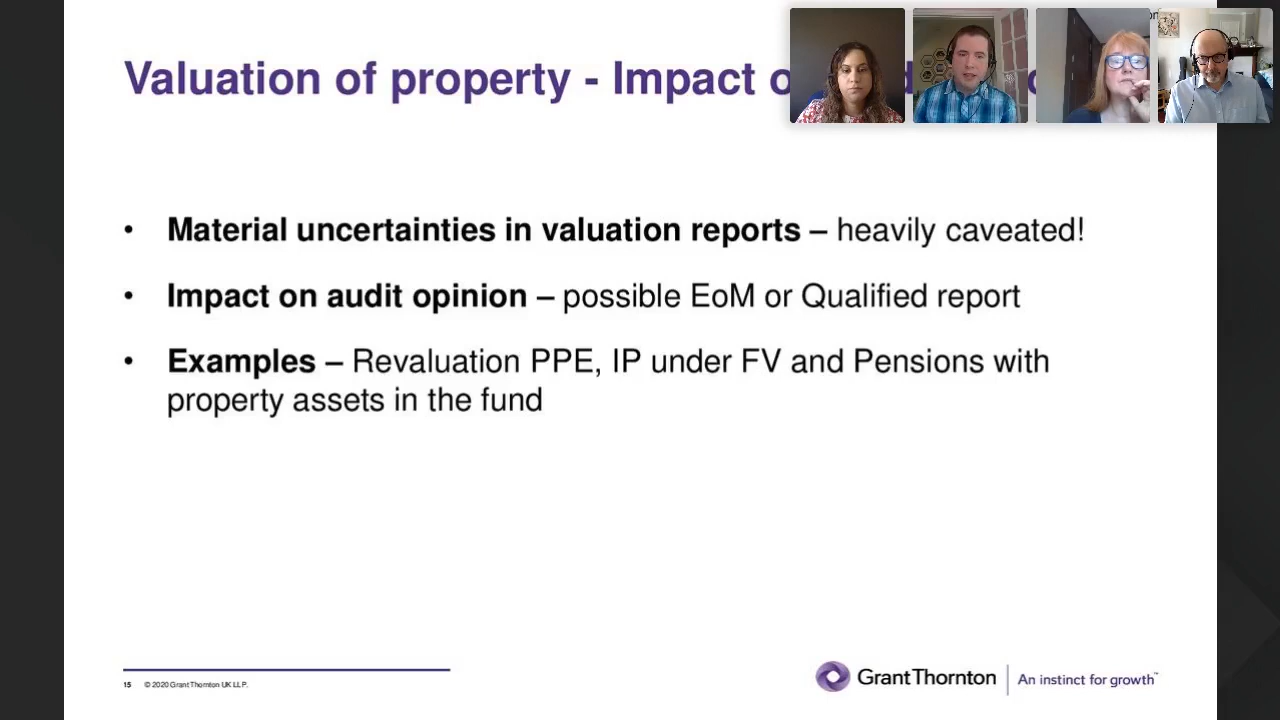 Valuation of property - Impact o
• Material uncertainties in valuation reports – heavily caveated!
• Impact on audit opinion – possible EoM or Qualified report
• Examples – Revaluation PPE, IP under FV and Pensions with
property assets in the fund
15 © 2020 Grant Thornton UK LLP.
Grant Thornton
An instinct for growth™